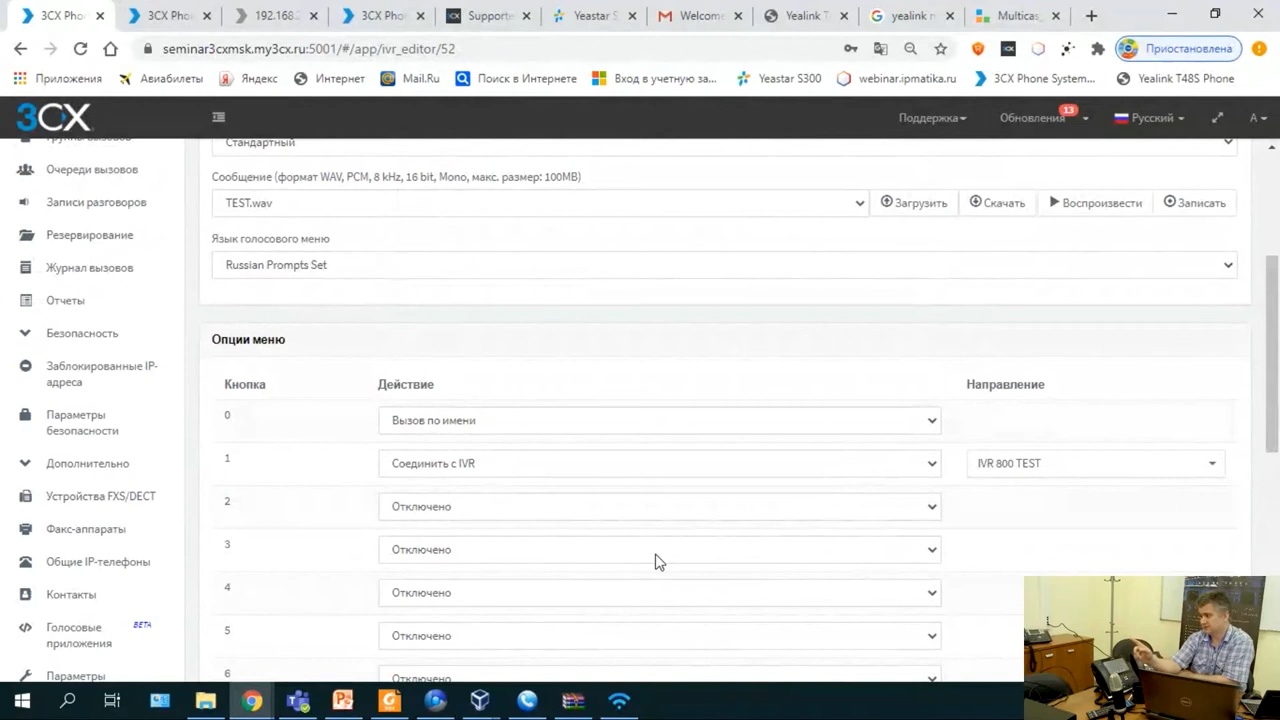 3CX Pho
3CX Pho
192.168.
3CX Pho
3CX Supporte
Yeastar S
Welcome
Yealink T
yealink r
Multicas
Приостановлена
seminar3cxmsk.my3cx.ru:5001/#/app/ivr_editor/52
Приложения
Авиабилеты
Яндекс
Интернет
Mail.Ru
Поиск в Интернете
Вход в учетную за...
Yeastar S300
webinar.ipmatika.ru
3CX Phone System...
Yealink T48S Phone
3CX
Поддержка
Обновления
13
Русский
A
Группы вызовов
Очереди вызовов
Записи разговоров
Резервирование
Журнал вызовов
Отчеты
Безопасность
Заблокированные IP-
адреса
Параметры
безопасности
Дополнительно
Устройства FXS/DECT
Факс-аппараты
Общие IP-телефоны
Контакты
Голосовые BETA
приложения
Параметры
Стандартный
Сообщение (формат WAV, PCM, 8 kHz, 16 bit, Mono, макс. размер: 100MB)
TEST.wav
Загрузить
Скачать
Воспроизвести
Записать
Язык голосового меню
Russian Prompts Set
Опции меню
Кнопка Действие Направление
0 Вызов по имени
1 Соединить с IVR IVR 800 TEST
2 Отключено
3 Отключено
4 Отключено
5 Отключено
6 Отключено